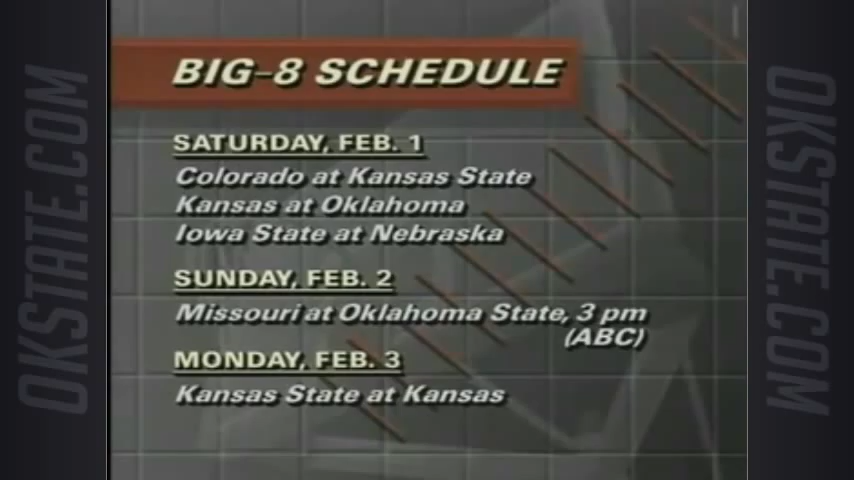 BIG-8 SCHEDULE
SATURDAY, FEB. 1
Colorado at Kansas State
Kansas at Oklahoma
Iowa State at Nebraska
SUNDAY, FEB. 2
Missouri at Oklahoma State, 3 pm
(ABC)
MONDAY, FEB. 3
Kansas State at Kansas
OKSTATE.COM
OKSTATE.COM